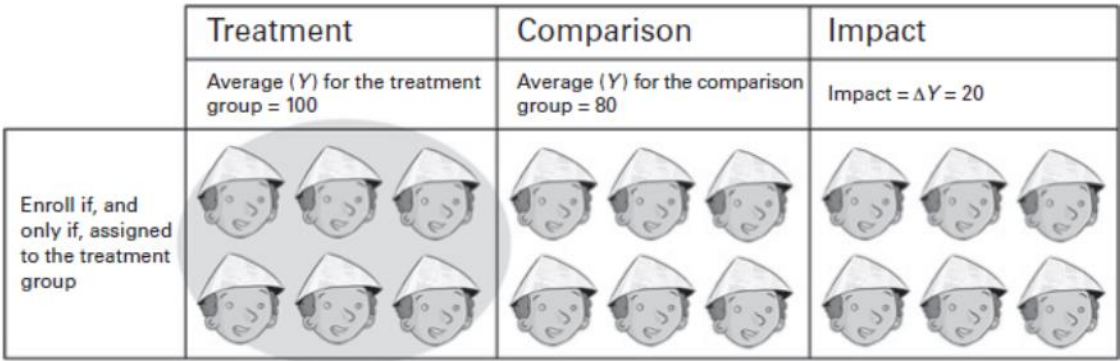 Treatment
Comparison
Impact
Average (Y) for the treatment
group = 100
Average (Y) for the comparison
group = 80
Impact = ΔY = 20
Enroll if, and
only if, assigned
to the treatment
group